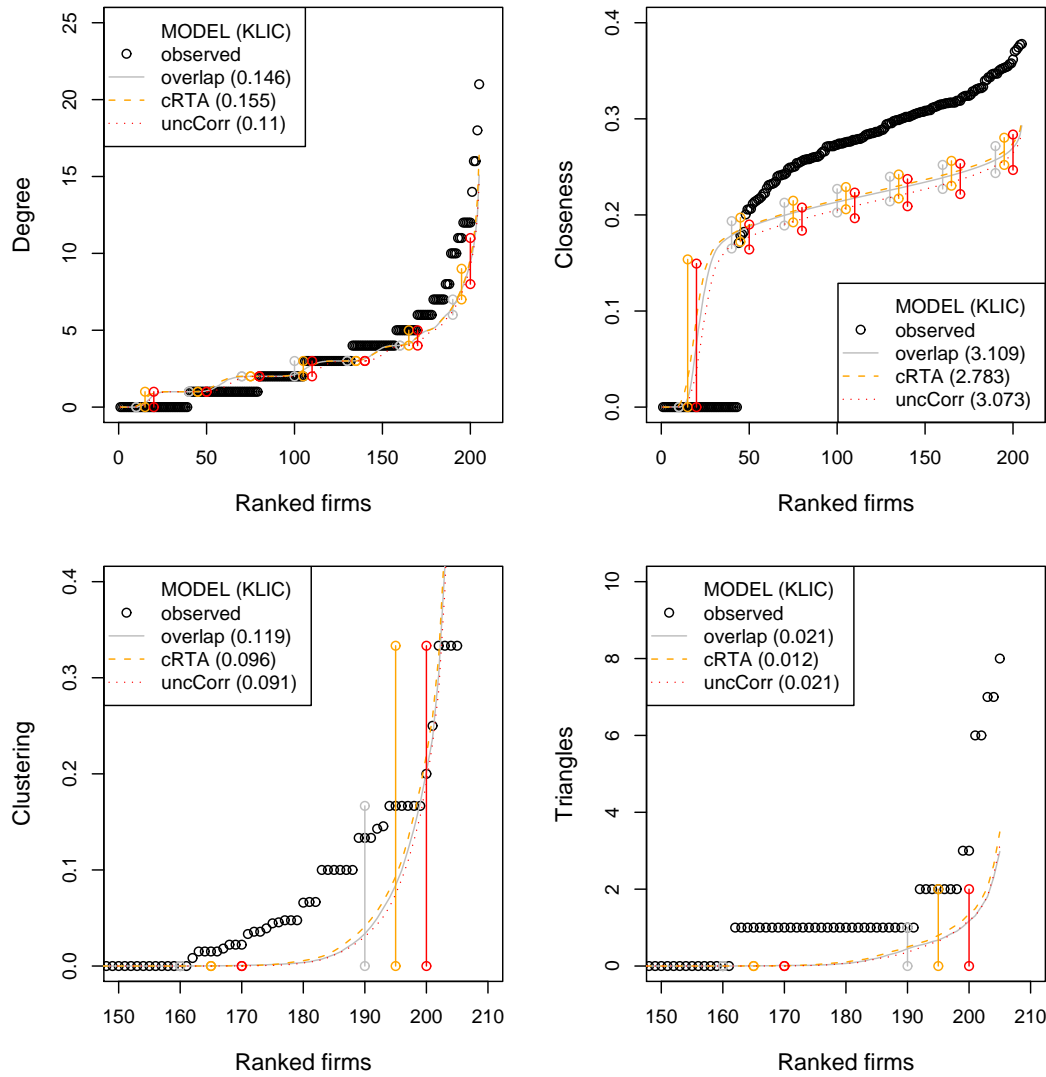 MODEL (KLIC)
observed
overlap (0.146)
cRTA (0.155)
uncCorr (0.11)
Degree
0 5 10 15 20 25
0 50 100 150 200
Ranked firms
MODEL (KLIC)
observed
overlap (3.109)
cRTA (2.783)
uncCorr (3.073)
Closeness
0.0 0.1 0.2 0.3 0.4
0 50 100 150 200
Ranked firms
MODEL (KLIC)
observed
overlap (0.119)
cRTA (0.096)
uncCorr (0.091)
Clustering
0.0 0.1 0.2 0.3 0.4
150 160 170 180 190 200 210
Ranked firms
MODEL (KLIC)
observed
overlap (0.021)
cRTA (0.012)
uncCorr (0.021)
Triangles
0 2 4 6 8 10
150 160 170 180 190 200 210
Ranked firms